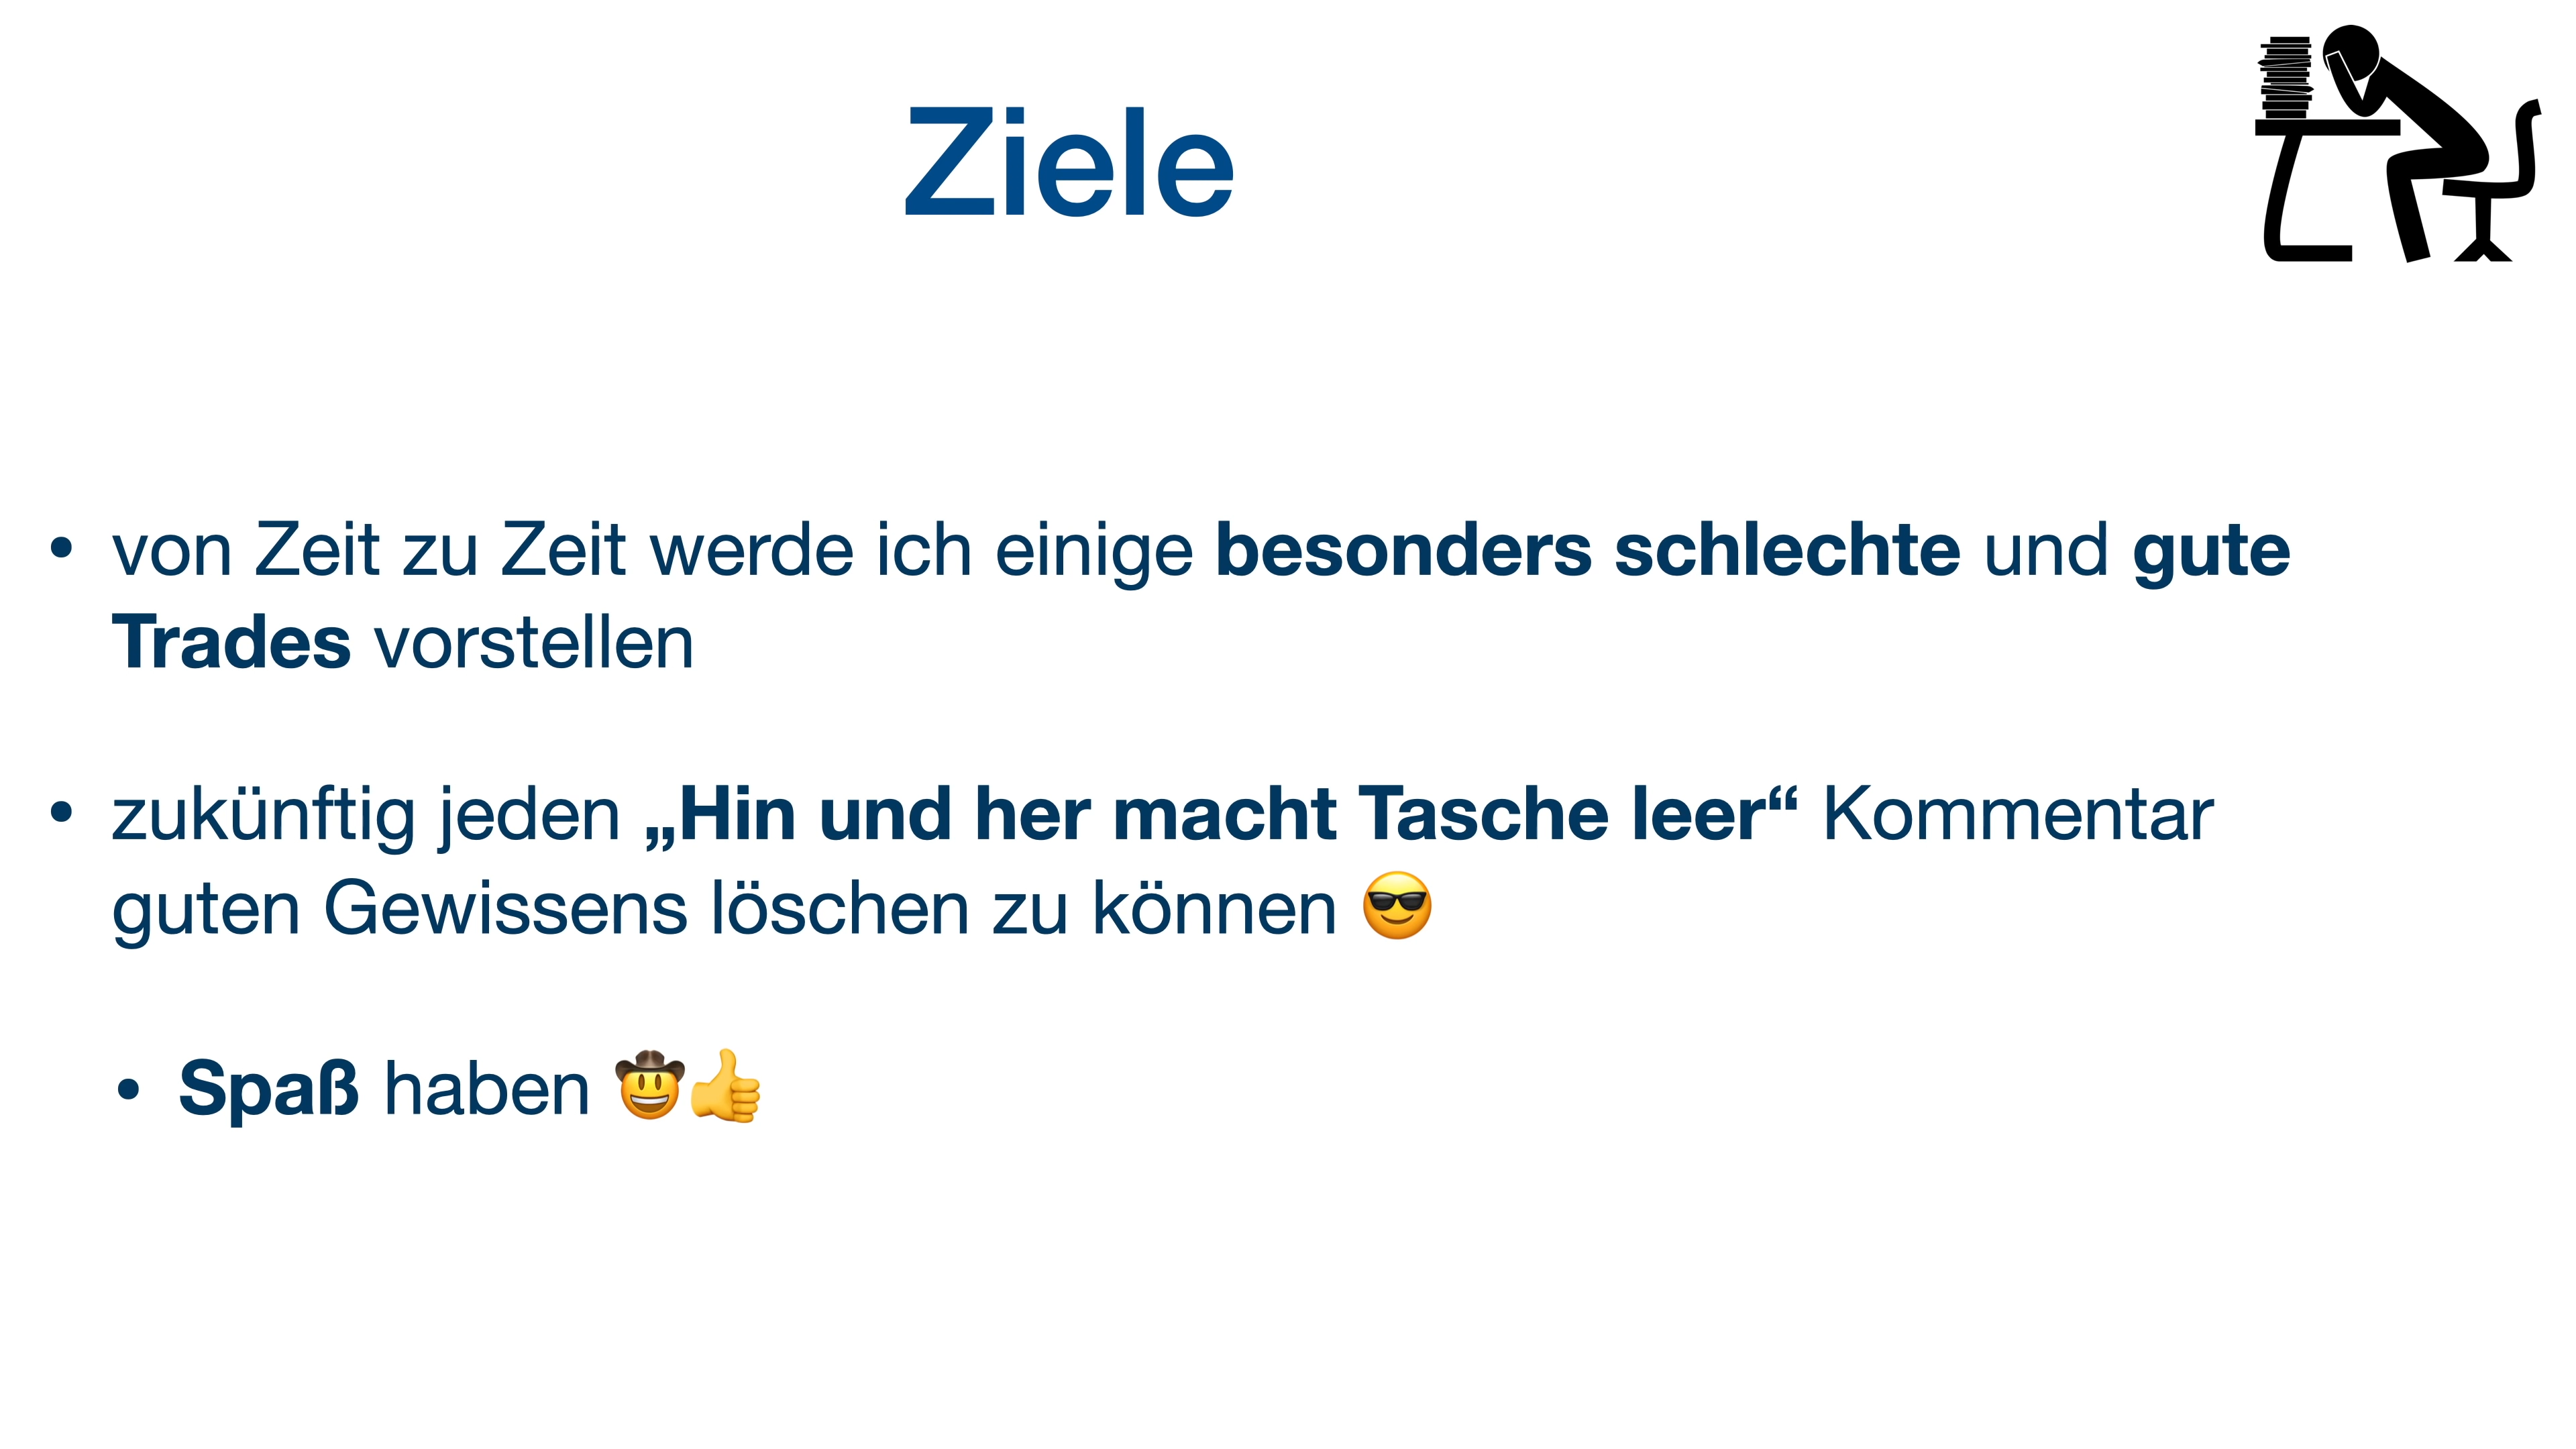 Ziele
• von Zeit zu Zeit werde ich einige besonders schlechte und gute
Trades vorstellen
• zukünftig jeden „Hin und her macht Tasche leer“ Kommentar
guten Gewissens löschen zu können 😎
• Spaß haben 🤠👍